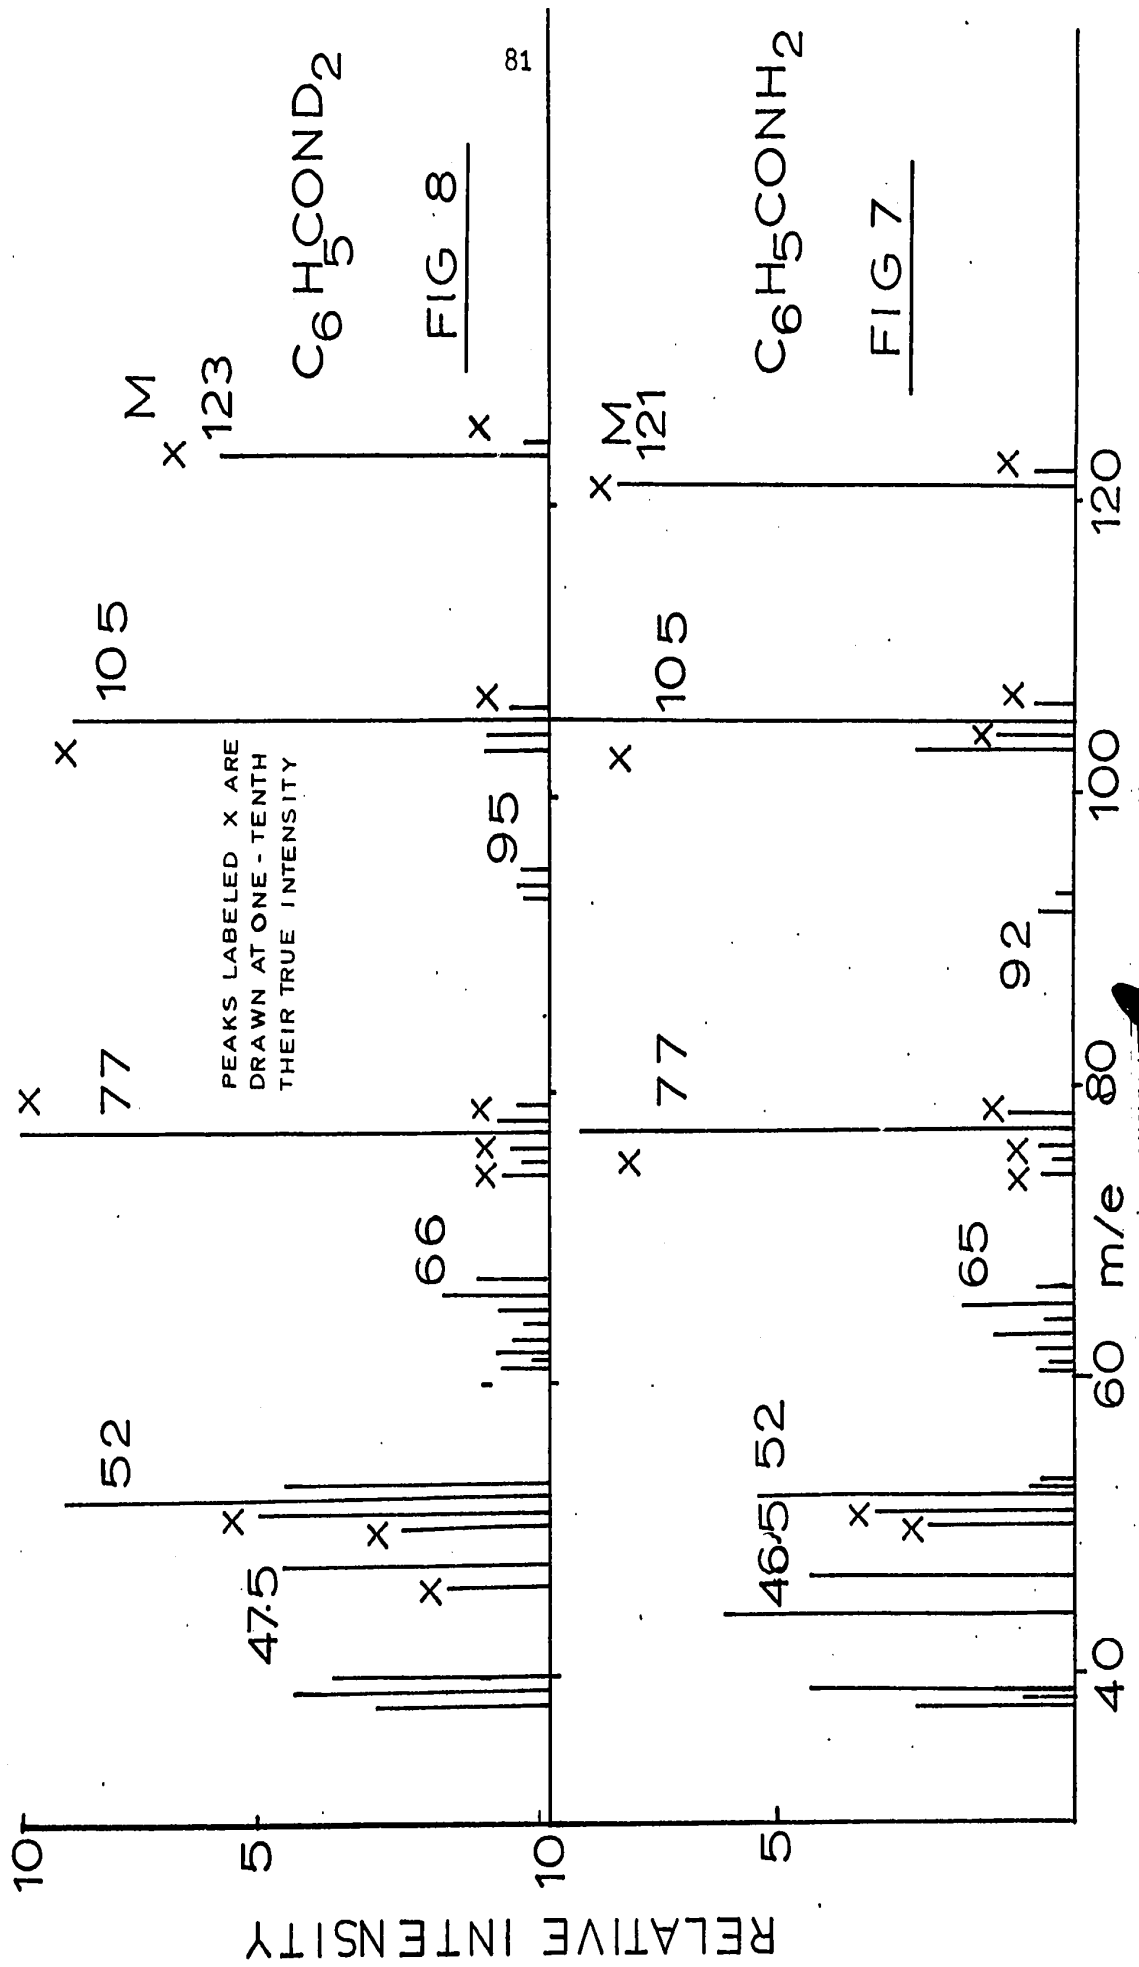 81
10
5
RELATIVE INTENSITY
47.5
52
66
77
X
X
X
X
X
X
X
PEAKS LABELED X ARE
DRAWN AT ONE-TENTH
THEIR TRUE INTENSITY
95
105
X
X
M
X
123
X
C6H5COND2
FIG 8
10
5
46.5
52
X
X
65
77
X
X
X
X
92
105
X
X
X
M
X
121
X
C6H5CONH2
FIG 7
40
60
m/e
80
100
120